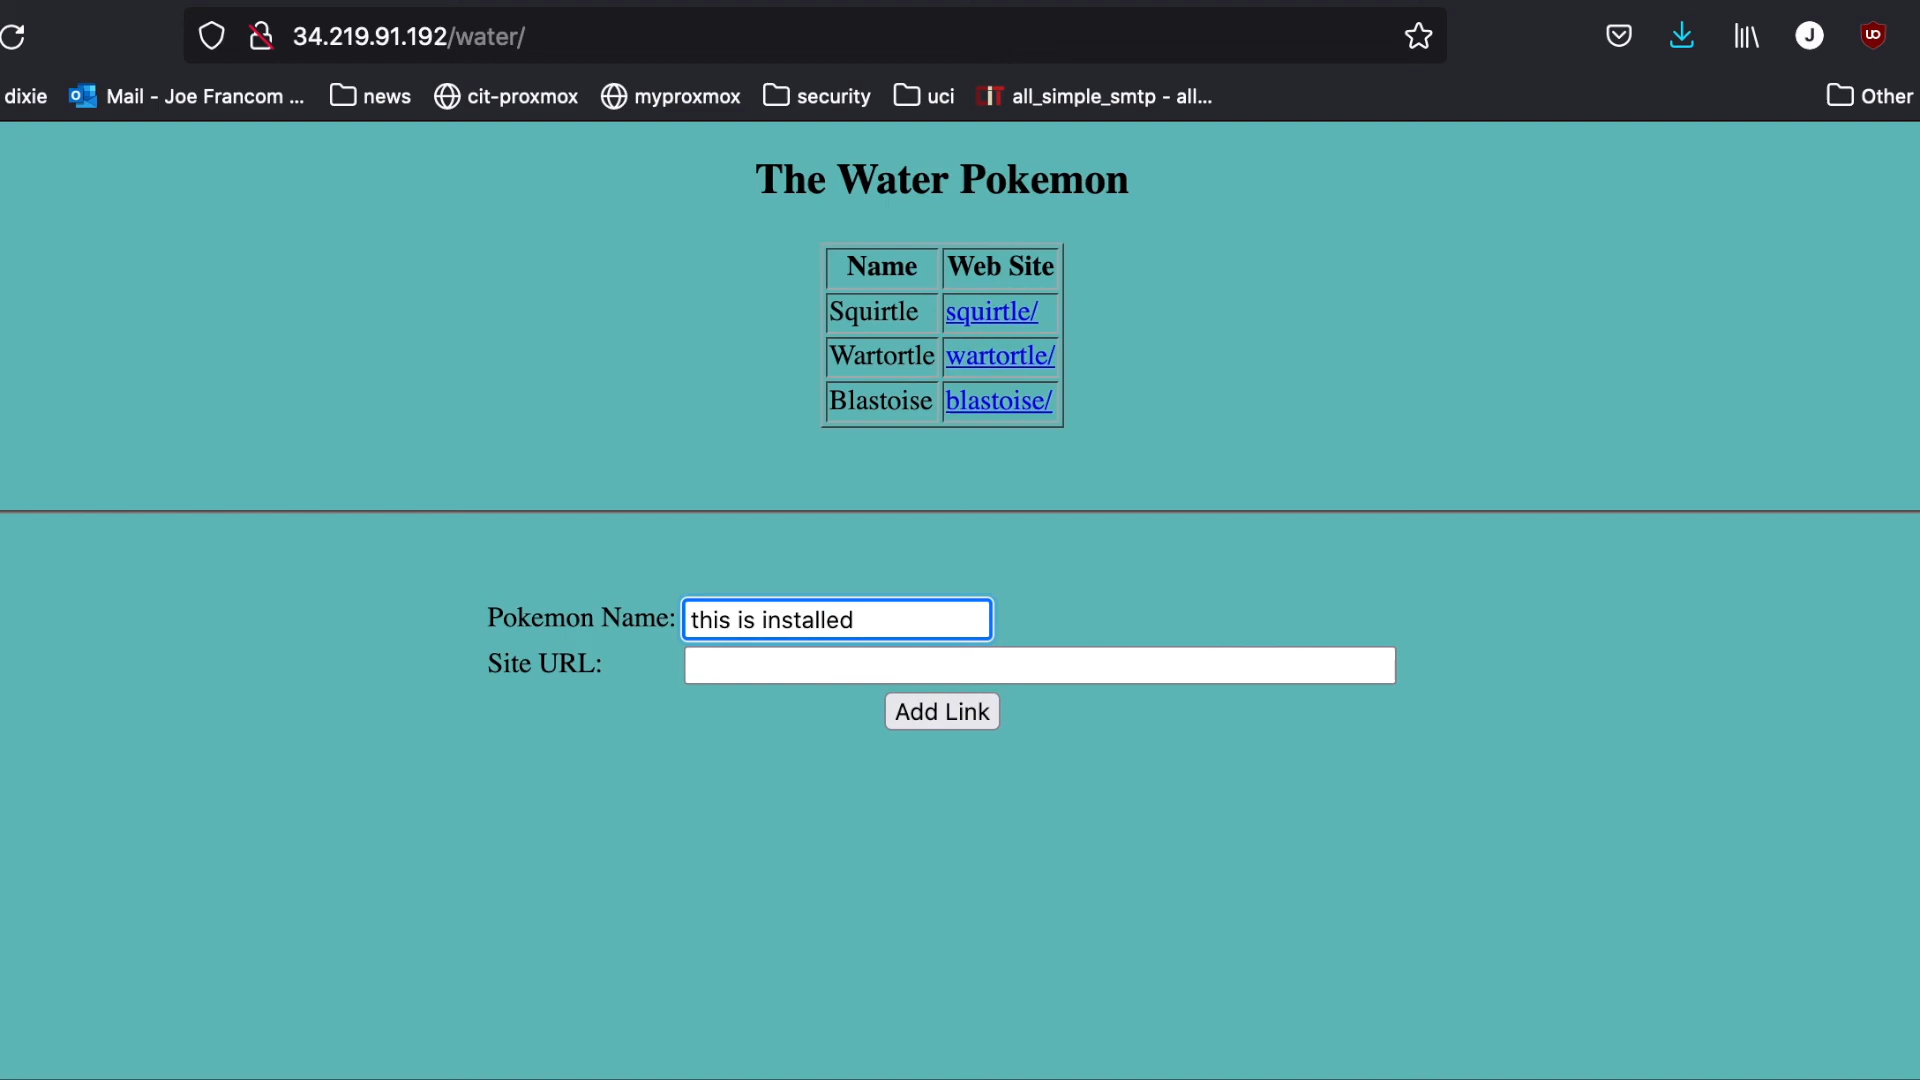 34.219.91.192/water/
J
UD
dixie Mail - Joe Francom ... news cit-proxmox myproxmox security uci CIT all_simple_smtp - all... Other
The Water Pokemon
Name Web Site
Squirtle squirtle/
Wartortle wartortle/
Blastoise blastoise/
Pokemon Name: this is installed
Site URL:
Add Link